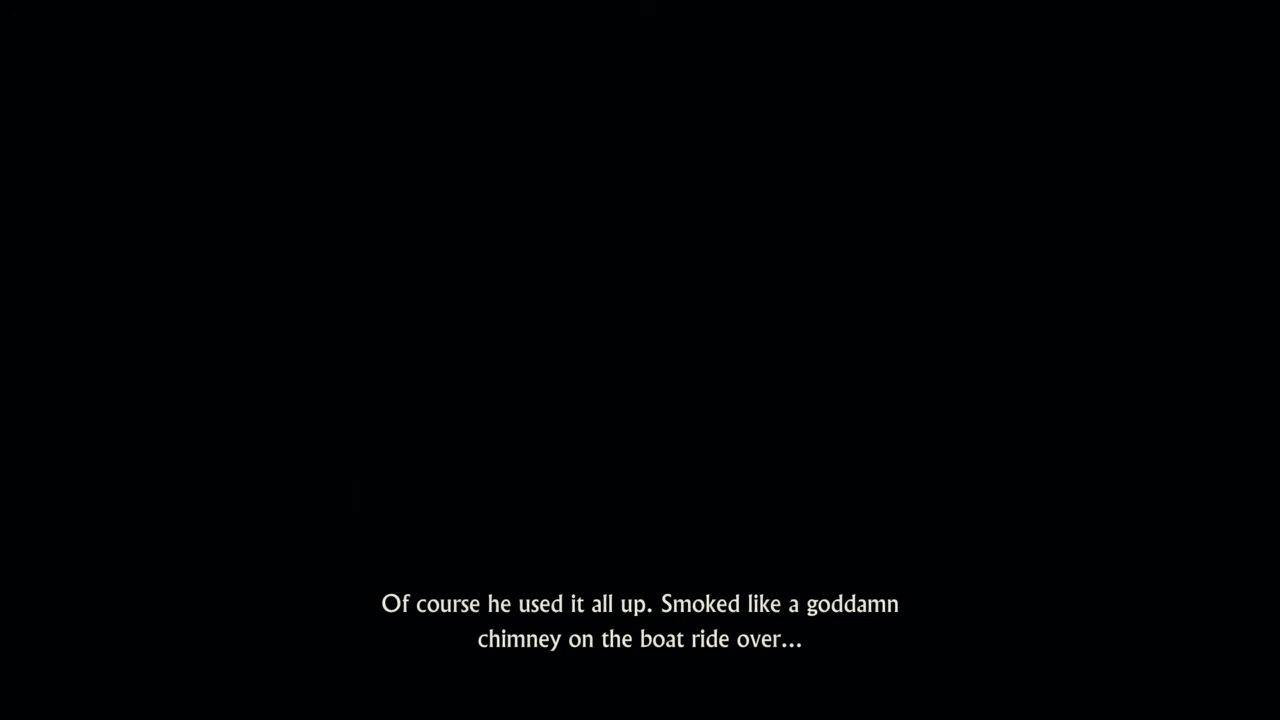 Of course he used it all up. Smoked like a goddamn
chimney on the boat ride over...